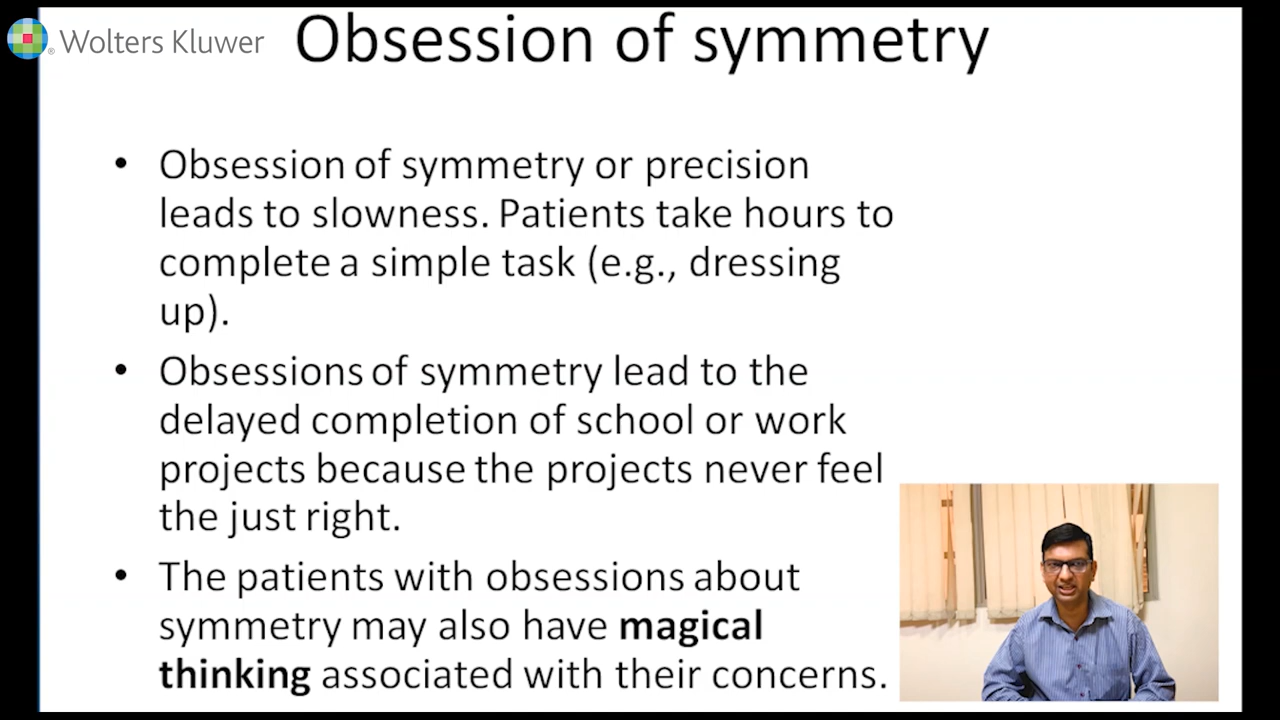 Wolters Kluwer
Obsession of symmetry
• Obsession of symmetry or precision
leads to slowness. Patients take hours to
complete a simple task (e.g., dressing
up).
• Obsessions of symmetry lead to the
delayed completion of school or work
projects because the projects never feel
the just right.
• The patients with obsessions about
symmetry may also have magical
thinking associated with their concerns.